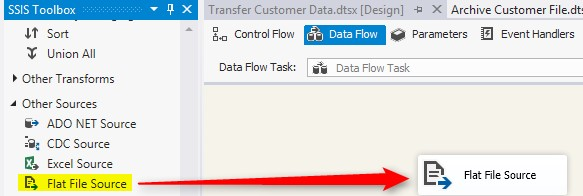 SSIS Toolbox
Sort
Union All
Other Transforms
Other Sources
ADO NET Source
CDC Source
Excel Source
Flat File Source
Transfer Customer Data.dtsx [Design]
Archive Customer File.dts
Control Flow
Data Flow
Parameters
Event Handlers
Data Flow Task:
Data Flow Task
Flat File Source